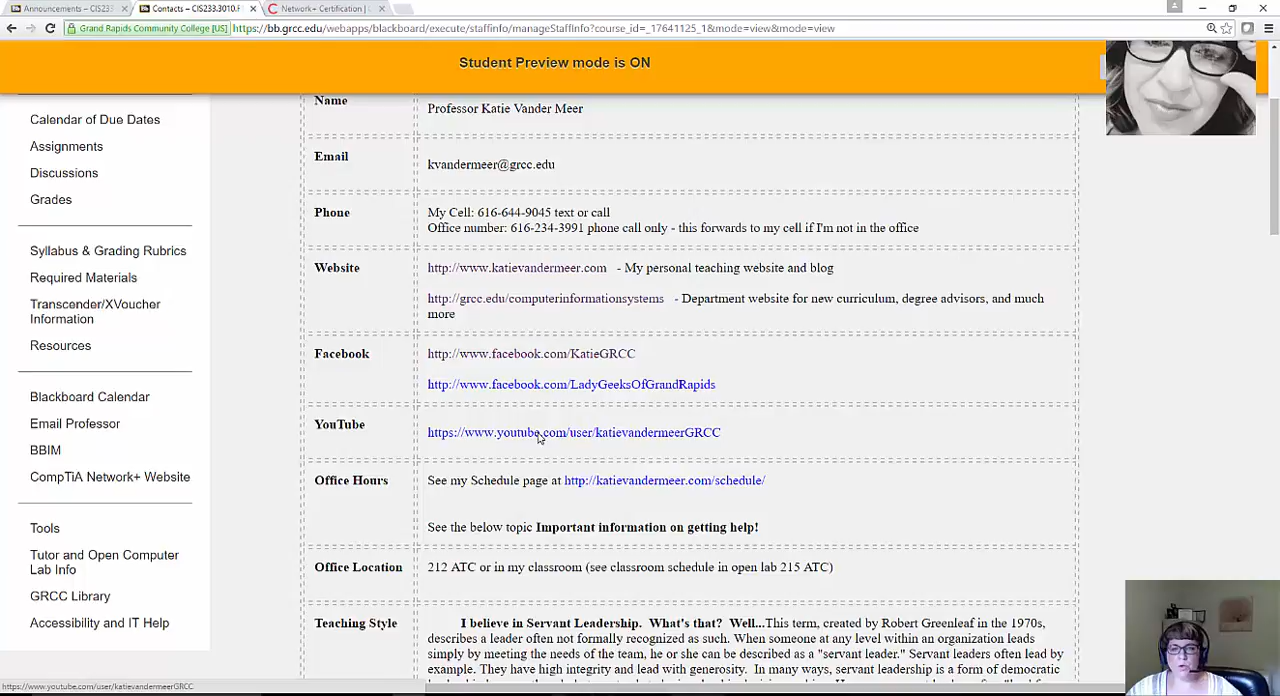 Announcements – CIS233
Contacts – CIS233.3010.F
Network+ Certification |
Grand Rapids Community College [US]
https://bb.grcc.edu/webapps/blackboard/execute/staffinfo/manageStaffInfo?course_id=_17641125_1&mode=view&mode=view
Student Preview mode is ON
Calendar of Due Dates
Assignments
Discussions
Grades
Syllabus & Grading Rubrics
Required Materials
Transcender/XVoucher
Information
Resources
Blackboard Calendar
Email Professor
BBIM
CompTiA Network+ Website
Tools
Tutor and Open Computer
Lab Info
GRCC Library
Accessibility and IT Help
Name
Professor Katie Vander Meer
Email
kvandermeer@grcc.edu
Phone
My Cell: 616-644-9045 text or call
Office number: 616-234-3991 phone call only - this forwards to my cell if I'm not in the office
Website
http://www.katievandermeer.com - My personal teaching website and blog
http://grcc.edu/computerinformationsystems - Department website for new curriculum, degree advisors, and much
more
Facebook
http://www.facebook.com/KatieGRCC
http://www.facebook.com/LadyGeeksOfGrandRapids
YouTube
https://www.youtube.com/user/katievandermeerGRCC
Office Hours
See my Schedule page at http://katievandermeer.com/schedule/
See the below topic Important information on getting help!
Office Location
212 ATC or in my classroom (see classroom schedule in open lab 215 ATC)
Teaching Style
I believe in Servant Leadership. What's that? Well...This term, created by Robert Greenleaf in the 1970s,
describes a leader often not formally recognized as such. When someone at any level within an organization leads
simply by meeting the needs of the team, he or she can be described as a "servant leader." Servant leaders often lead by
example. They have high integrity and lead with generosity. In many ways, servant leadership is a form of democratic
https://www.youtube.com/user/katievandermeerGRCC